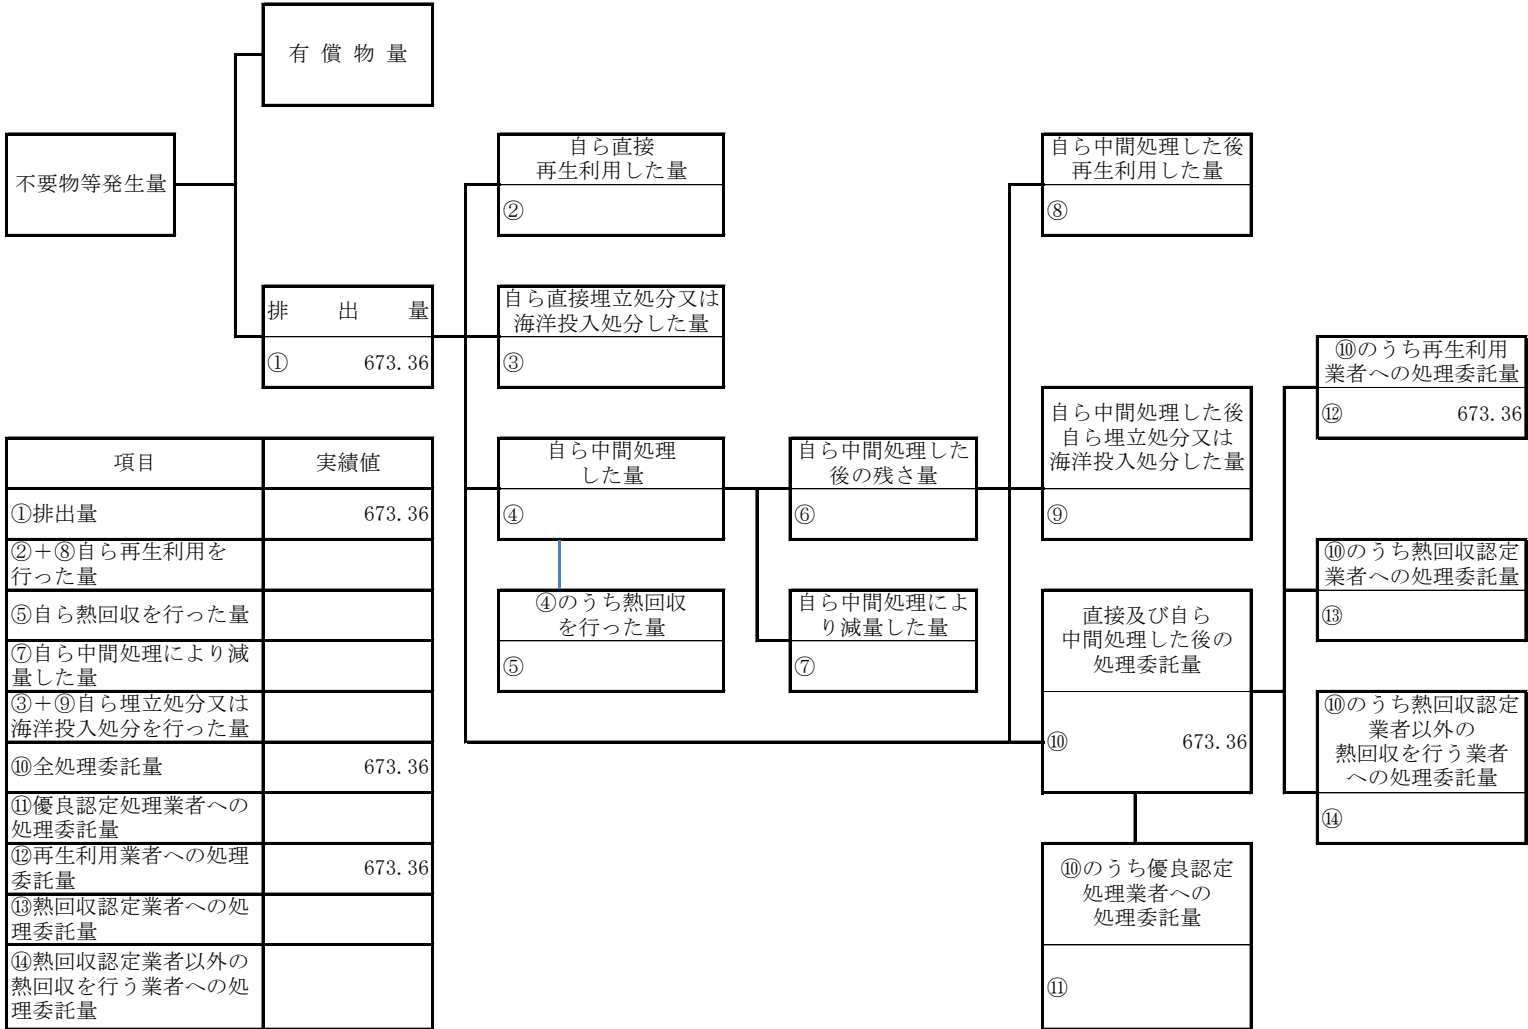 有 償 物 量
不要物等発生量
自ら直接
再生利用した量
②
自ら中間処理した後
再生利用した量
⑧
排 出 量
① 673.36
自ら直接埋立処分又は
海洋投入処分した量
③
⑩のうち再生利用
業者への処理委託量
⑫ 673.36
自ら中間処理した後
自ら埋立処分又は
海洋投入処分した量
⑨
自ら中間処理
した量
④
自ら中間処理した
後の残さ量
⑥
④のうち熱回収
を行った量
⑤
自ら中間処理によ
り減量した量
⑦
直接及び自ら
中間処理した後の
処理委託量
⑩ 673.36
⑩のうち熱回収認定
業者への処理委託量
⑬
⑩のうち熱回収認定
業者以外の
熱回収を行う業者
への処理委託量
⑭
⑩のうち優良認定
処理業者への
処理委託量
⑪
項目 実績値
①排出量 673.36
②＋⑧自ら再生利用を
行った量
⑤自ら熱回収を行った量
⑦自ら中間処理により減
量した量
③＋⑨自ら埋立処分又は
海洋投入処分を行った量
⑩全処理委託量 673.36
⑪優良認定処理業者への
処理委託量
⑫再生利用業者への処理
委託量 673.36
⑬熱回収認定業者への処
理委託量
⑭熱回収認定業者以外の
熱回収を行う業者への処
理委託量